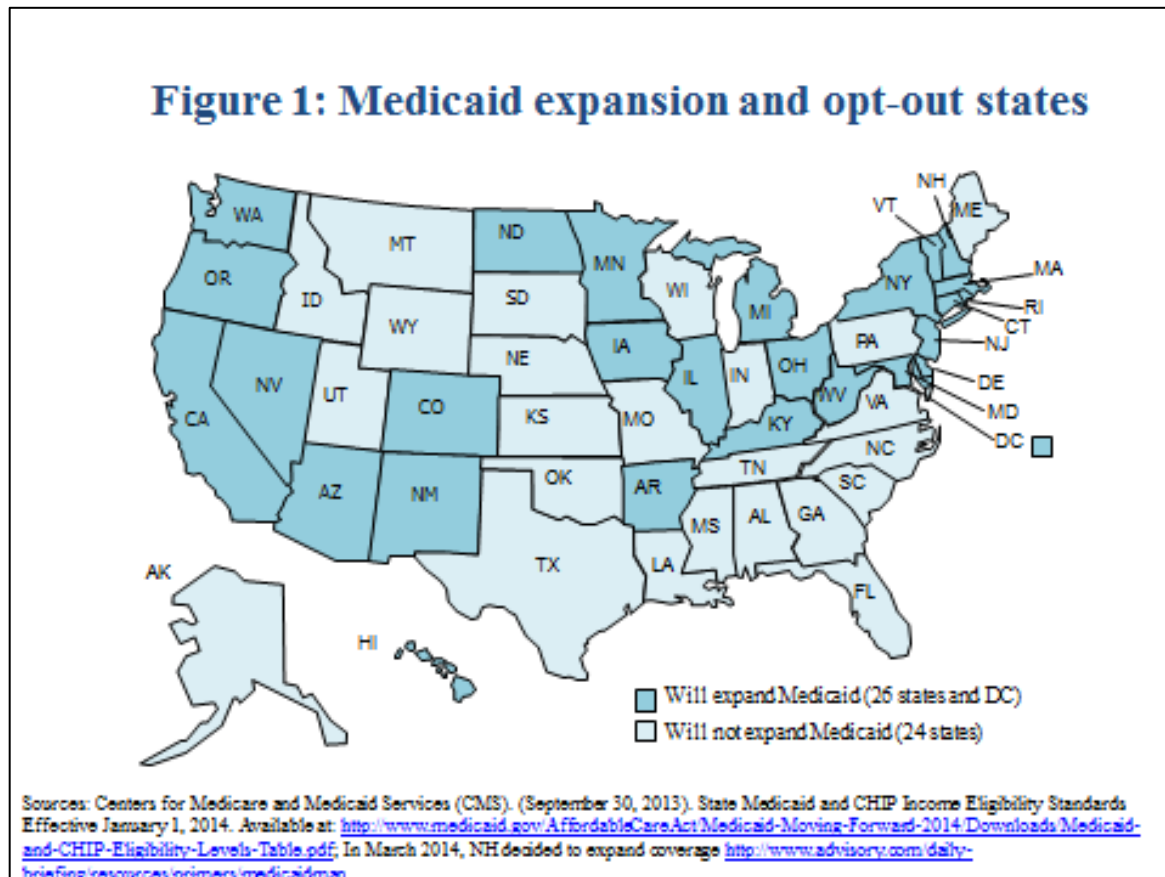 Figure 1: Medicaid expansion and opt-out states
NH
VT
ME
WA
MT
ND
MN
OR
ID
SD
WI
NY
MA
MI
RI
WY
CT
IA
PA
NJ
NE
NV
UT
CO
IL
IN
OH
DE
WV
MD
CA
KS
MO
KY
VA
DC
NC
TN
AZ
NM
OK
AR
SC
MS
AL
GA
TX
LA
AK
FL
HI
Will expand Medicaid (26 states and DC)
Will not expand Medicaid (24 states)
Sources: Centers for Medicare and Medicaid Services (CMS). (September 30, 2013). State Medicaid and CHIP Income Eligibility Standards
Effective January 1, 2014. Available at: http://www.medicaid.gov/AffordableCareAct/Medicaid-Moving-Forward-2014/Downloads/Medicaid-
and-CHIP-Eligibility-Levels-Table.pdf; In March 2014, NH decided to expand coverage http://www.advisory.com/daily-
briefing/resources/primers/medicaidmap